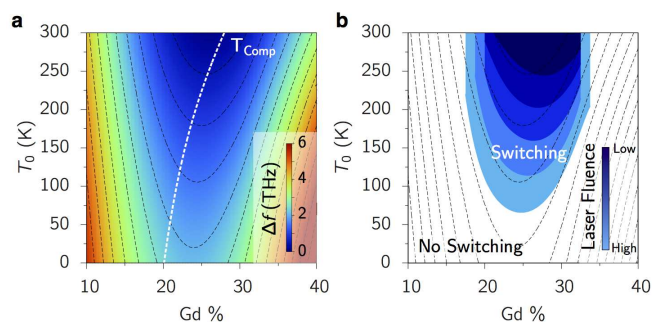 a
b
300
250
200
150
100
50
0
T₀ (K)
T_Comp
6
4
2
0
Δf (THz)
10
20
30
40
Gd %
300
250
200
150
100
50
0
T₀ (K)
Switching
No Switching
Laser Fluence
Low
High
10
20
30
40
Gd %